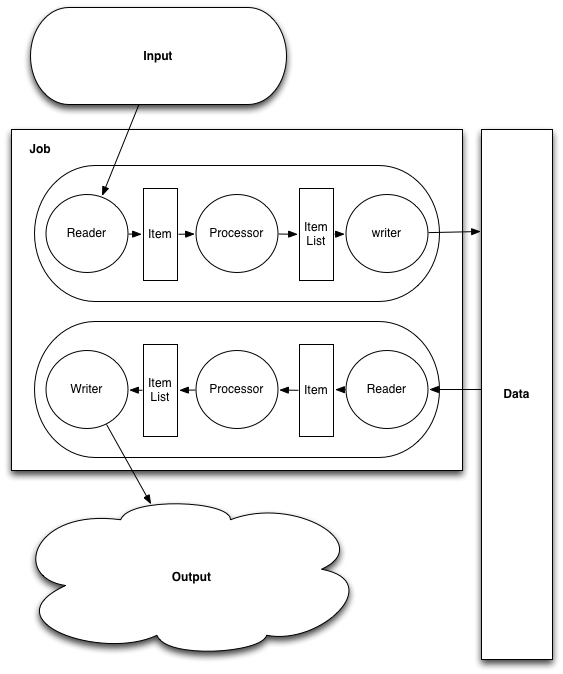 Input
Job
Reader
Item
Processor
Item
List
writer
Writer
Item
List
Processor
Item
Reader
Data
Output